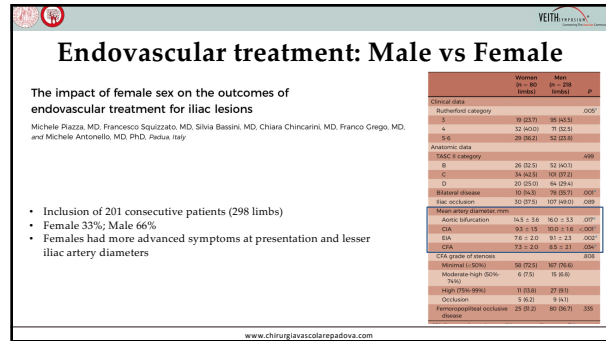 VEITHSYMPOSIUM
Endovascular treatment: Male vs Female
The impact of female sex on the outcomes of
endovascular treatment for iliac lesions
Michele Piazza, MD, Francesco Squizzato, MD, Silvia Bassini, MD, Chiara Chincarini, MD, Franco Grego, MD,
and Michele Antonello, MD, PhD, Padua, Italy
• Inclusion of 201 consecutive patients (298 limbs)
• Female 33%; Male 66%
• Females had more advanced symptoms at presentation and lesser
iliac artery diameters
Women Men
(n = 80 (n = 218
limbs) limbs) P
Clinical data
Rutherford category .005
3 19 (23.7) 95 (43.5)
4 32 (40.0) 71 (32.5)
5-6 29 (36.2) 52 (23.8)
Anatomic data
TASC II category .499
B 26 (32.5) 52 (40.1)
C 34 (42.5) 101 (37.2)
D 20 (25.0) 64 (29.4)
Bilateral disease 10 (14.3) 78 (35.7) .001
Iliac occlusion 30 (37.5) 107 (49.0) .089
Mean artery diameter, mm
Aortic bifurcation 14.5 ± 3.6 16.0 ± 3.3 .017
CIA 9.3 ± 1.5 10.0 ± 1.6 <.001
EIA 7.6 ± 2.0 9.1 ± 2.3 .002
CFA 7.3 ± 2.0 8.5 ± 2.1 .034
CFA grade of stenosis .808
Minimal (<50%) 58 (72.5) 167 (76.6)
Moderate-high (50%- 6 (7.5) 15 (6.8)
74%)
High (75%-99%) 11 (13.8) 27 (9.1)
Occlusion 5 (6.2) 9 (4.1)
Femoropopliteal occlusive 25 (31.2) 80 (36.7) .335
disease
www.chirurgiavascolarepadova.com